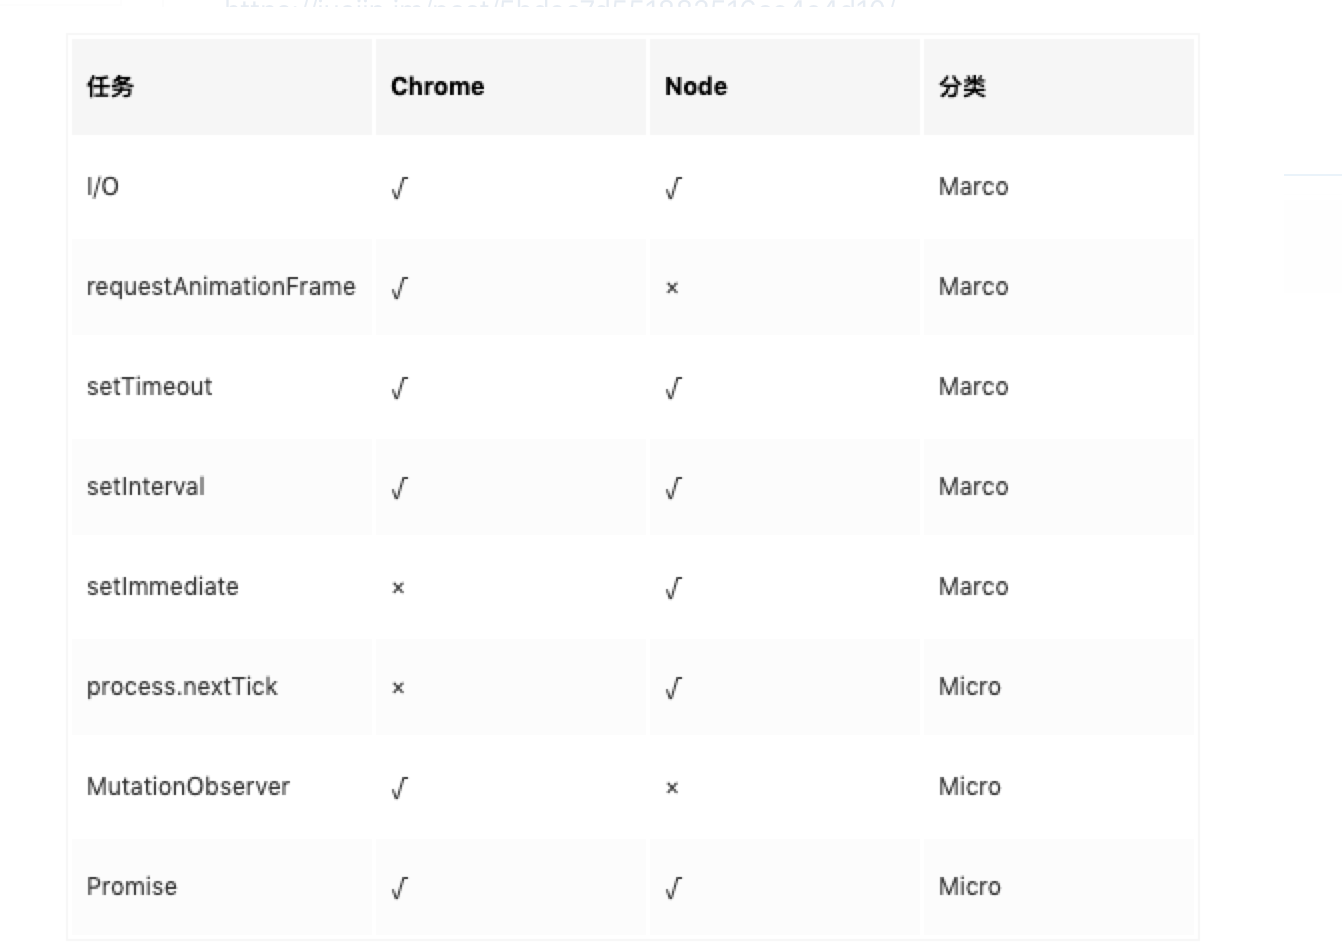 任务 Chrome Node 分类
I/O √ √ Marco
requestAnimationFrame √ × Marco
setTimeout √ √ Marco
setInterval √ √ Marco
setImmediate × √ Marco
process.nextTick × √ Micro
MutationObserver √ × Micro
Promise √ √ Micro